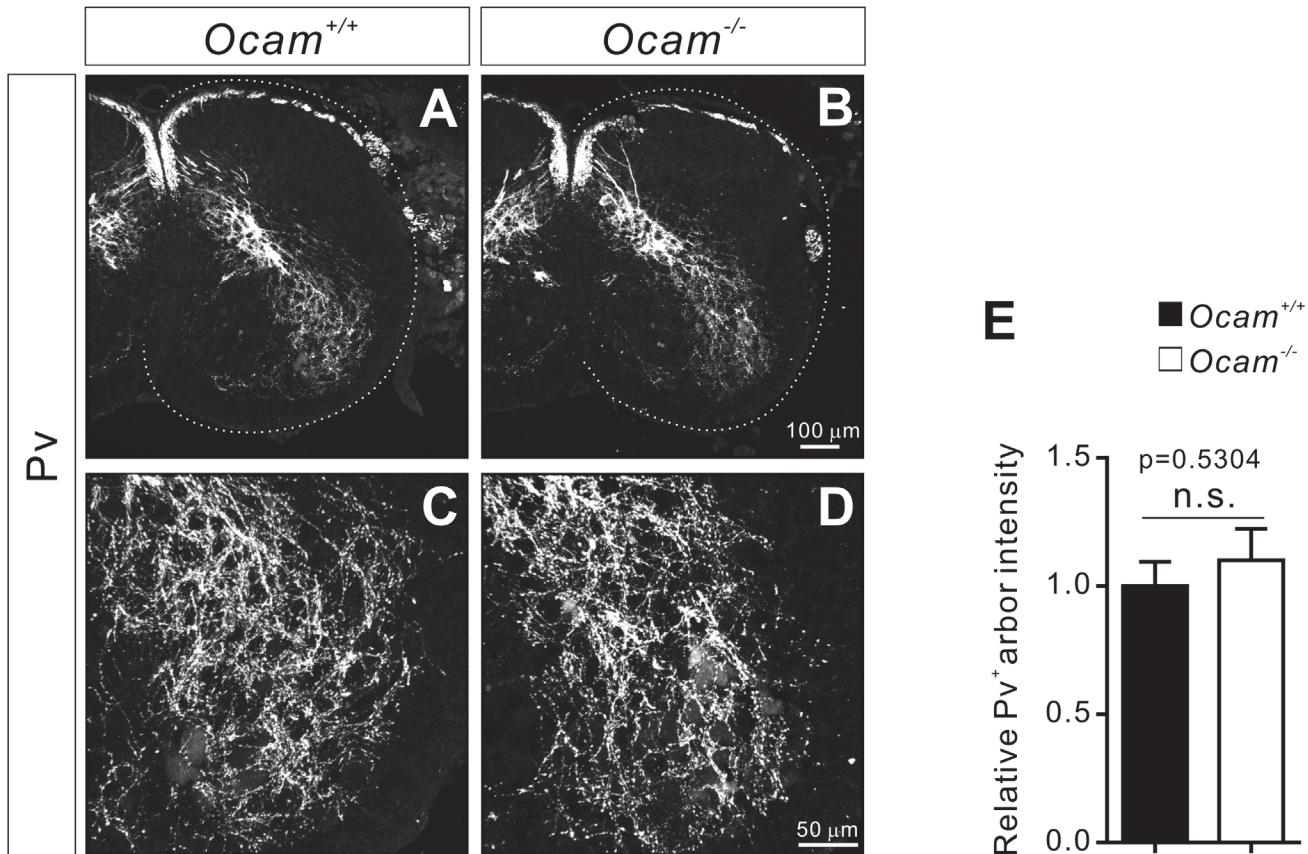 Ocam+/+
Ocam-/-
Pv
A
B
100 μm
C
D
50 μm
E
Ocam+/+
Ocam-/-
Relative Pv+ arbor intensity
1.5
1.0
0.5
0.0
p=0.5304
n.s.